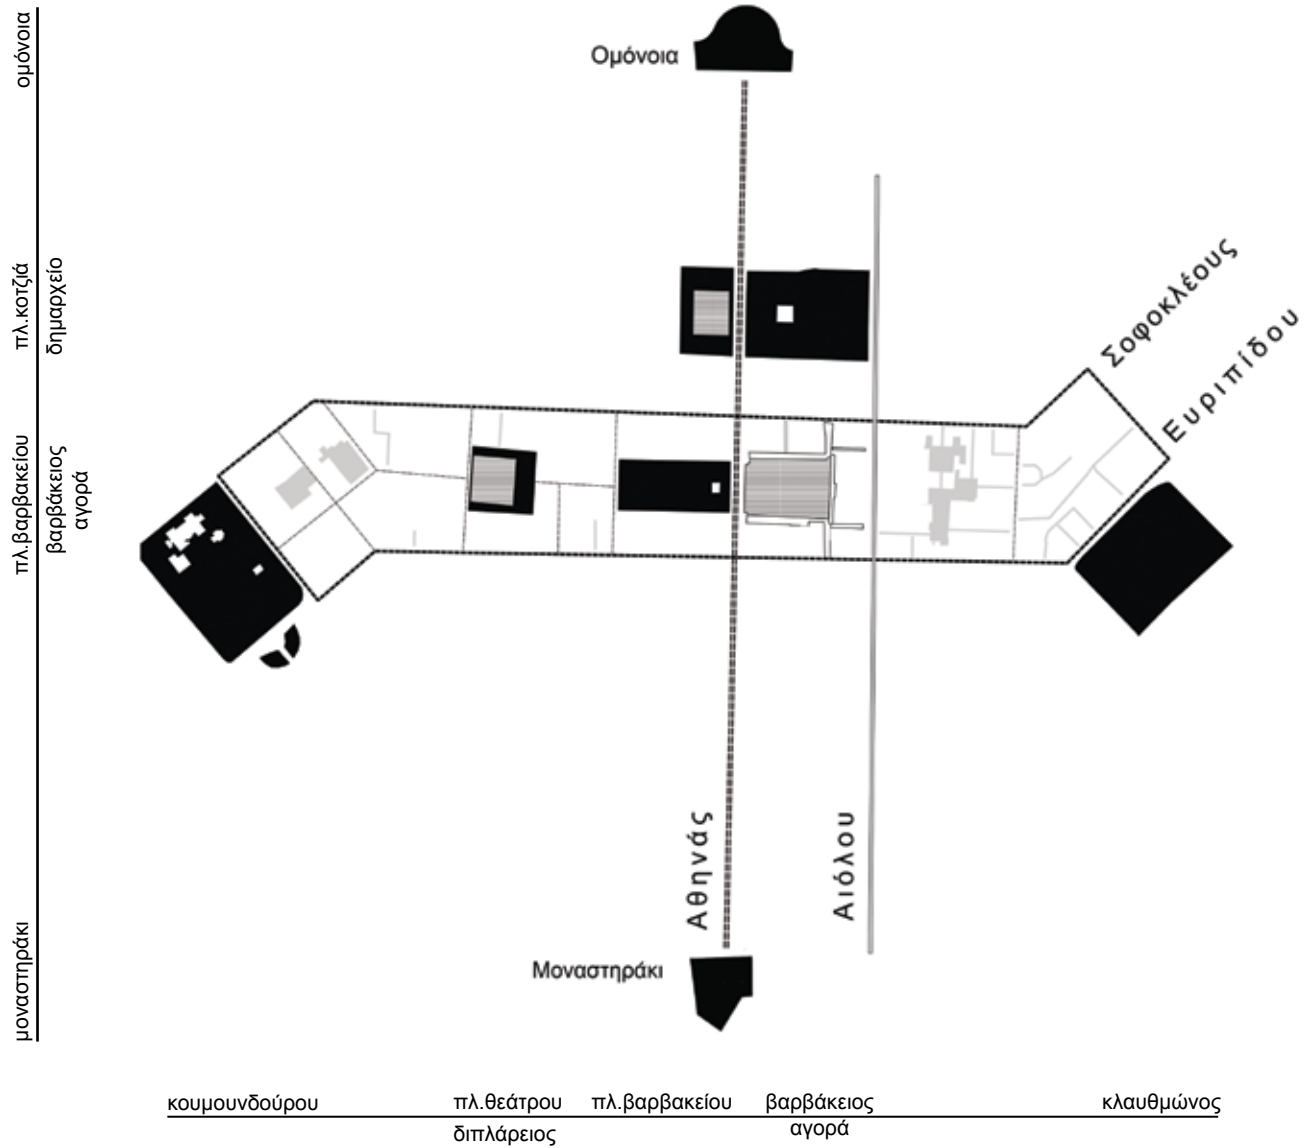 ομόνοια
Ομόνοια
πλ.κοτζιά
δημαρχείο
Σοφοκλέους
Ευριπίδου
πλ.βαρβακείου
βαρβάκειος
αγορά
Αθηνάς
Αιόλου
μοναστηράκι
Μοναστηράκι
κουμουνδούρου πλ.θεάτρου πλ.βαρβακείου βαρβάκειος κλαυθμώνος
διπλάρειος αγορά